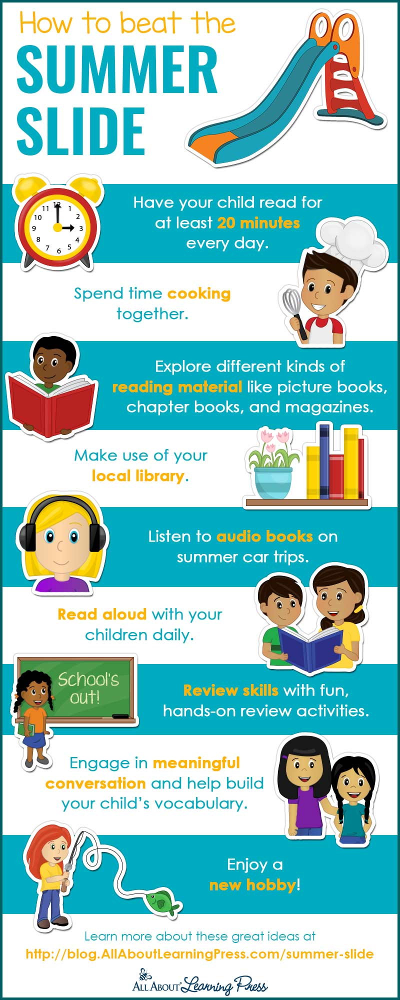 How to beat the
SUMMER
SLIDE
12
11 1
10 2
9 3
8 4
7 6 5
Have your child read for
at least 20 minutes
every day.
Spend time cooking
together.
Explore different kinds of
reading material like picture books,
chapter books, and magazines.
Make use of your
local library.
Listen to audio books on
summer car trips.
Read aloud with your
children daily.
School's
out!
Review skills with fun,
hands-on review activities.
Engage in meaningful
conversation and help build
your child’s vocabulary.
Enjoy a
new hobby!
Learn more about these great ideas at
http://blog.AllAboutLearningPress.com/summer-slide
All About® Learning Press